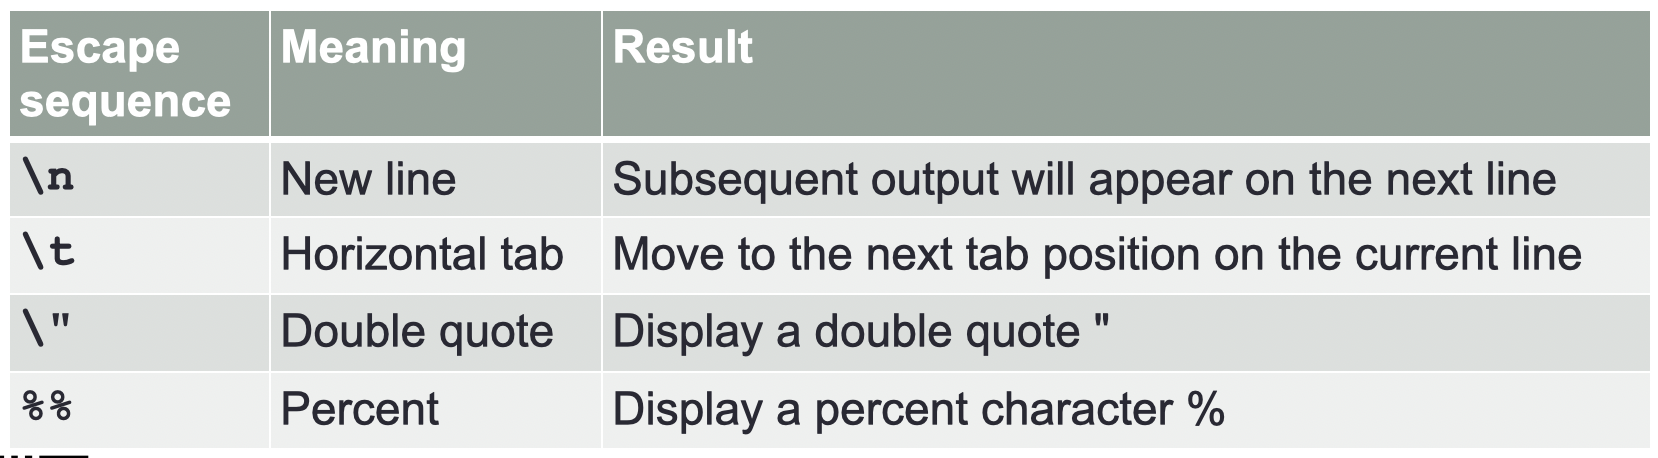 Escape sequence Meaning Result
\n New line Subsequent output will appear on the next line
\t Horizontal tab Move to the next tab position on the current line
\" Double quote Display a double quote "
%% Percent Display a percent character %